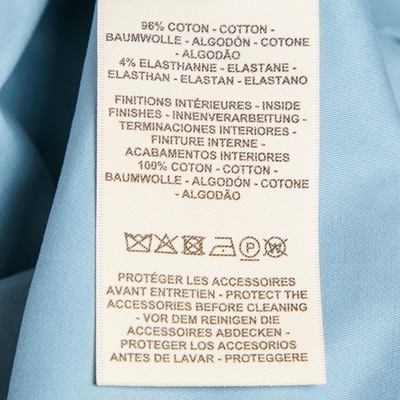 96% COTON - COTTON -
BAUMWOLLE - ALGODÓN - COTONE
- ALGODÃO
4% ELASTHANNE - ELASTANE -
ELASTHAN - ELASTAN - ELASTANO
FINITIONS INTÉRIEURES - INSIDE
FINISHES - INNENVERARBEITUNG -
TERMINACIONES INTERIORES -
FINITURE INTERNE -
ACABAMENTOS INTERIORES
100% COTON - COTTON -
BAUMWOLLE - ALGODÓN - COTONE
- ALGODÃO
P W
PROTÉGER LES ACCESSOIRES
AVANT ENTRETIEN - PROTECT THE
ACCESSORIES BEFORE CLEANING
- VOR DEM REINIGEN DIE
ACCESSOIRES ABDECKEN -
PROTEGER LOS ACCESORIOS
ANTES DE LAVAR - PROTEGGERE